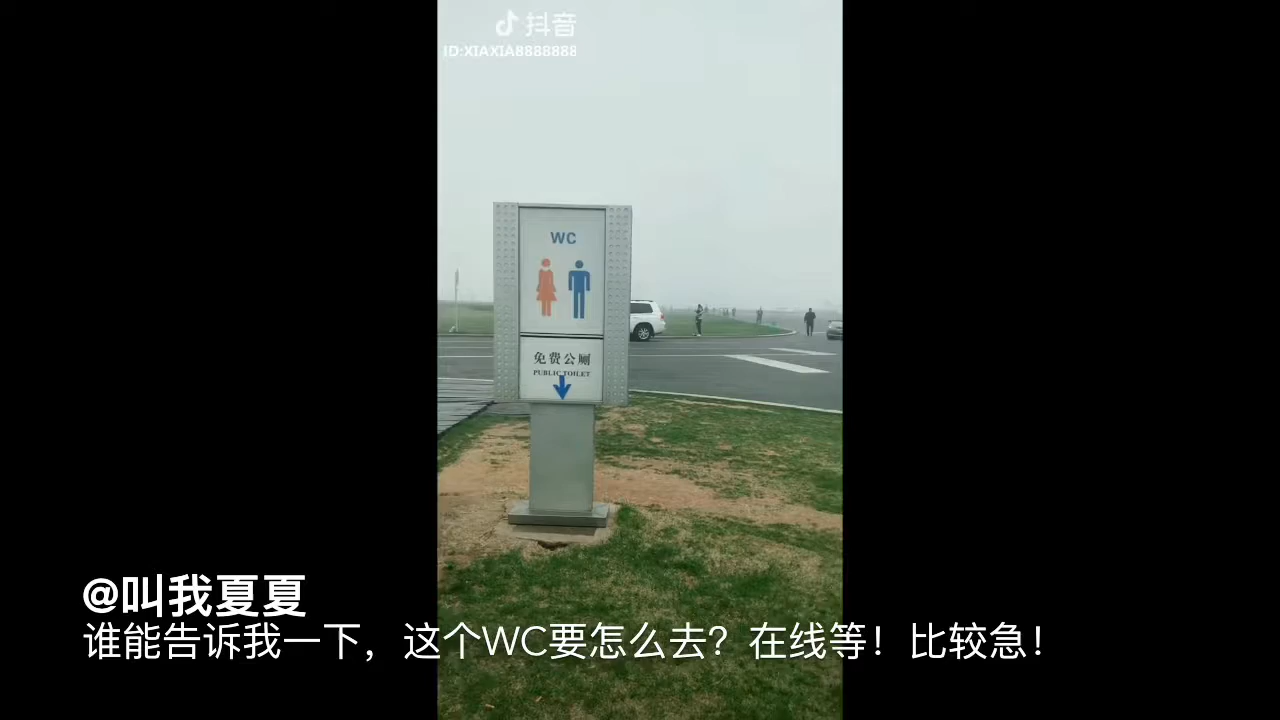 抖音
ID:XIAXIA8888888
WC
免费公厕
PUBLIC TOILET
@叫我夏夏
谁能告诉我一下，这个WC要怎么去？在线等！比较急！